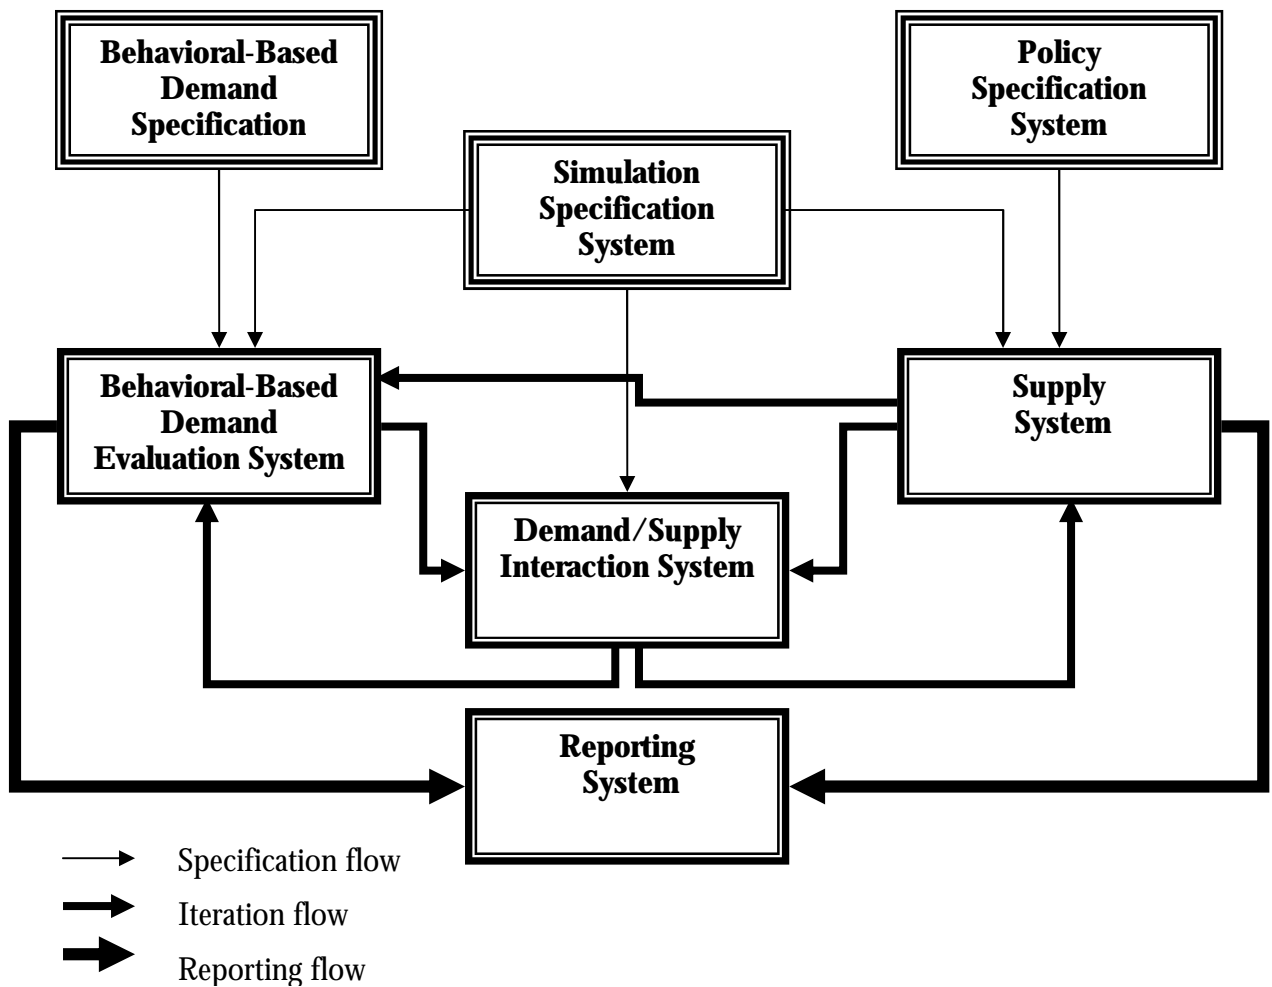 Behavioral-Based
Demand
Specification
Policy
Specification
System
Simulation
Specification
System
Behavioral-Based
Demand
Evaluation System
Supply
System
Demand/Supply
Interaction System
Reporting
System
Specification flow
Iteration flow
Reporting flow